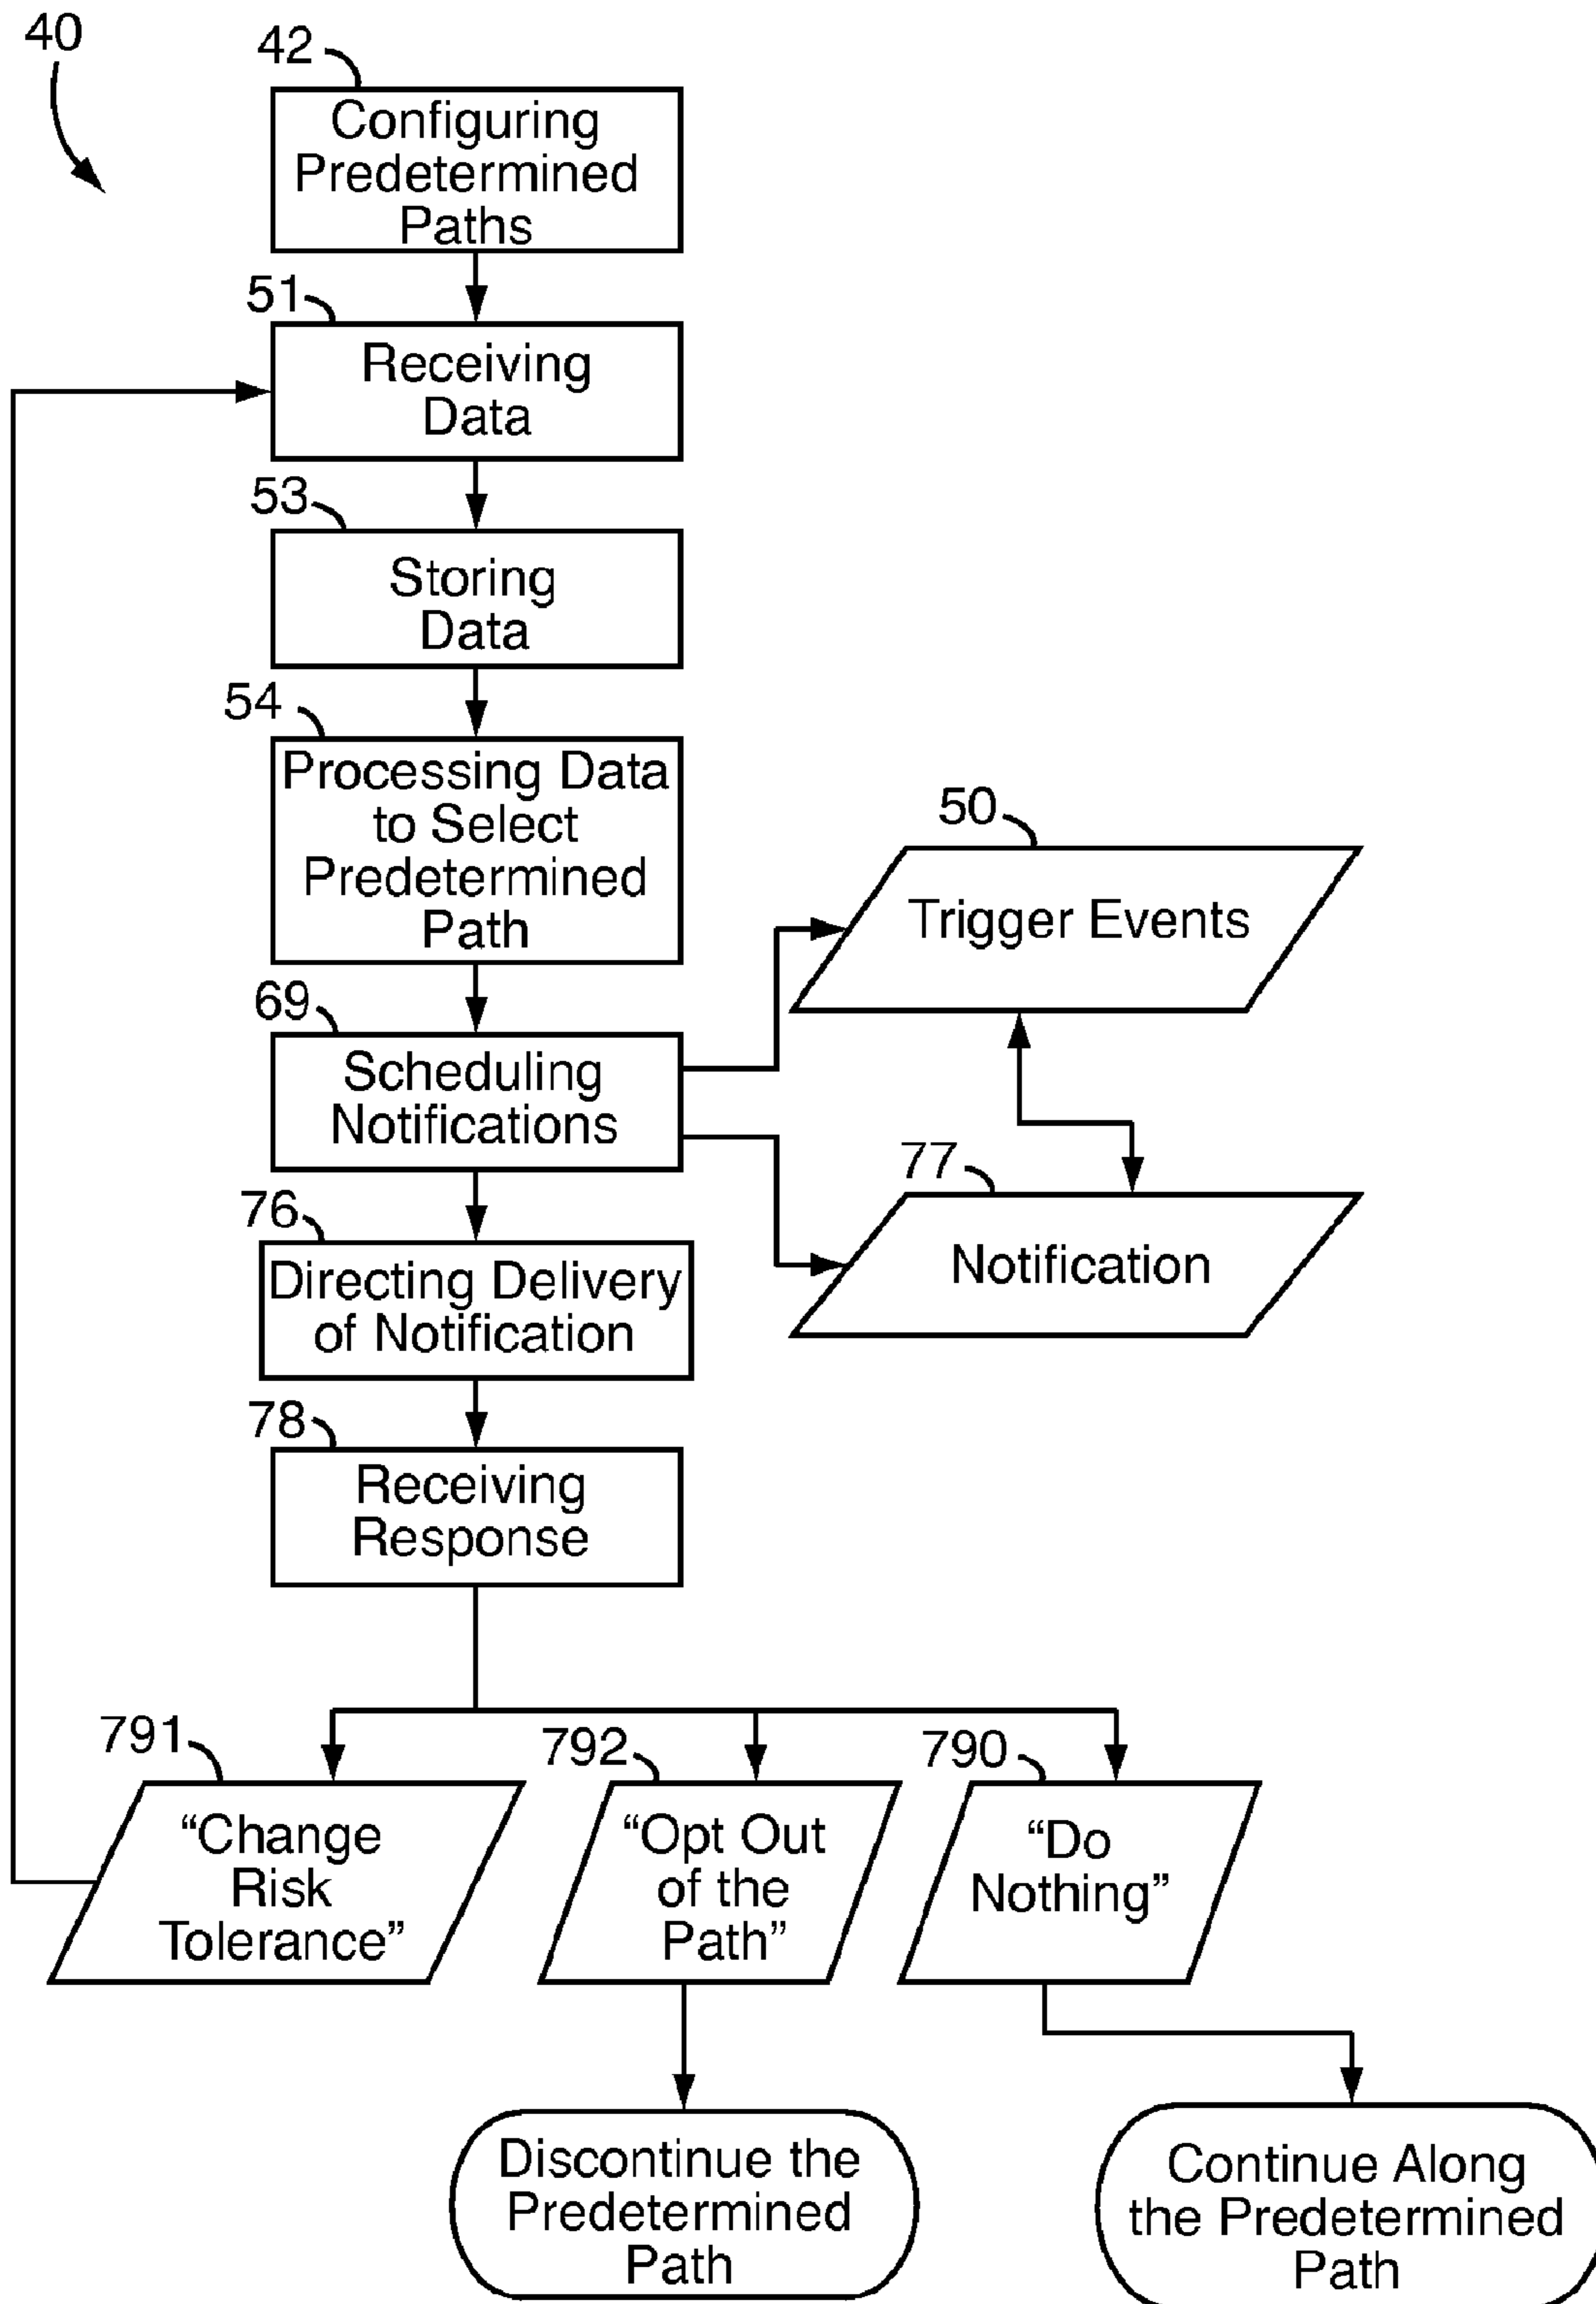 40
42
Configuring
Predetermined
Paths
51
Receiving
Data
53
Storing
Data
54
Processing Data
to Select
Predetermined
Path
50
Trigger Events
69
Scheduling
Notifications
77
Notification
76
Directing Delivery
of Notification
78
Receiving
Response
791
“Change
Risk
Tolerance”
792
“Opt Out
of the
Path”
790
“Do
Nothing”
Discontinue the
Predetermined
Path
Continue Along
the Predetermined
Path